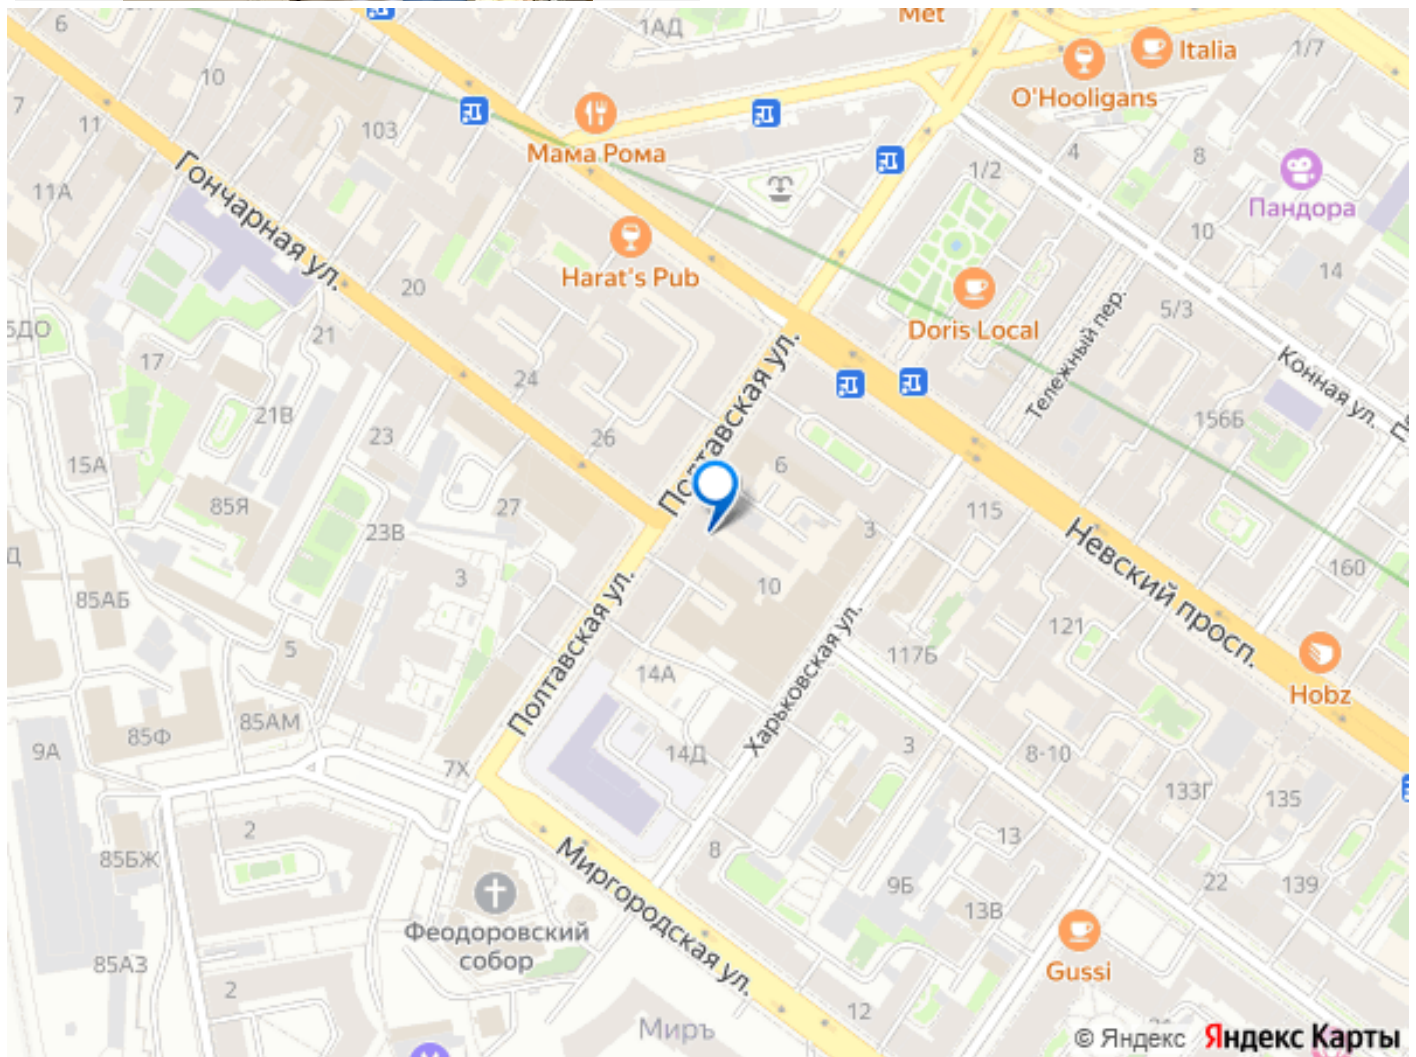 Met
6
1АД
1/7
Italia
10
O'Hooligans
7
11
103
Мама Рома
4
8
1/2
Пандора
11А
Гончарная ул.
10
Harat's Pub
14
20
5/3
Doris Local
Тележный пер.
5ДО
21
17
Полтавская ул.
Конная ул.
24
21В
156Б
23
26
6
15А
85Я
27
3
115
23В
Невский просп.
160
3
10
85АБ
Полтавская ул.
121
Харьковская ул.
117Б
5
14А
Hobz
85АМ
85Ф
9А
14Д
3
8-10
7Х
133Г
135
2
13
85БЖ
Миргородская ул.
8
9Б
22
139
13В
Феодоровский
собор
85АЗ
Gussi
2
12
Миръ
© Яндекс Яндекс Карты